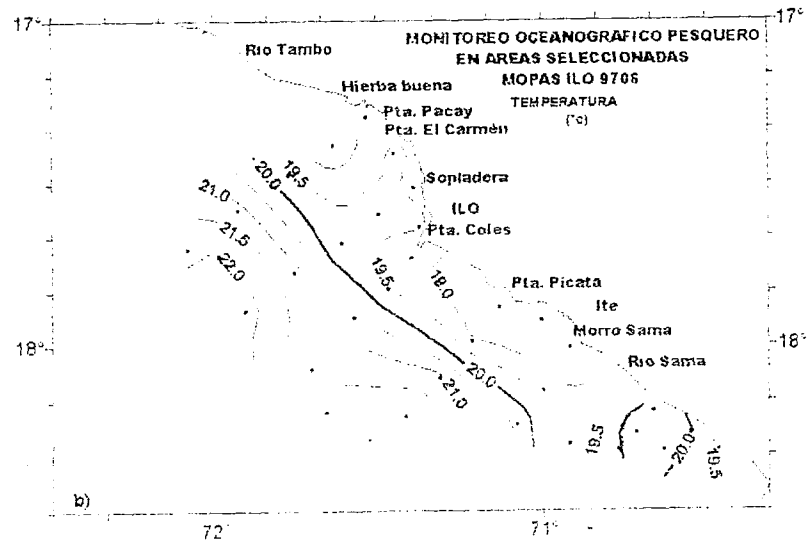 17°
17°
MONITOREO OCEANOGRAFICO PESQUERO
EN AREAS SELECCIONADAS
MOPAS ILO 9706
TEMPERATURA
(°c)
Rio Tambo
Hierba buena
Pta. Pacay
Pta. El Carmén
Sopladera
ILO
Pta. Coles
Pta. Picata
Ite
Morro Sama
Rio Sama
20.0
19.5
21.0
21.5
22.0
19.5
19.0
20.0
21.0
19.5
20.0
19.5
18°
18°
b)
72°
71°